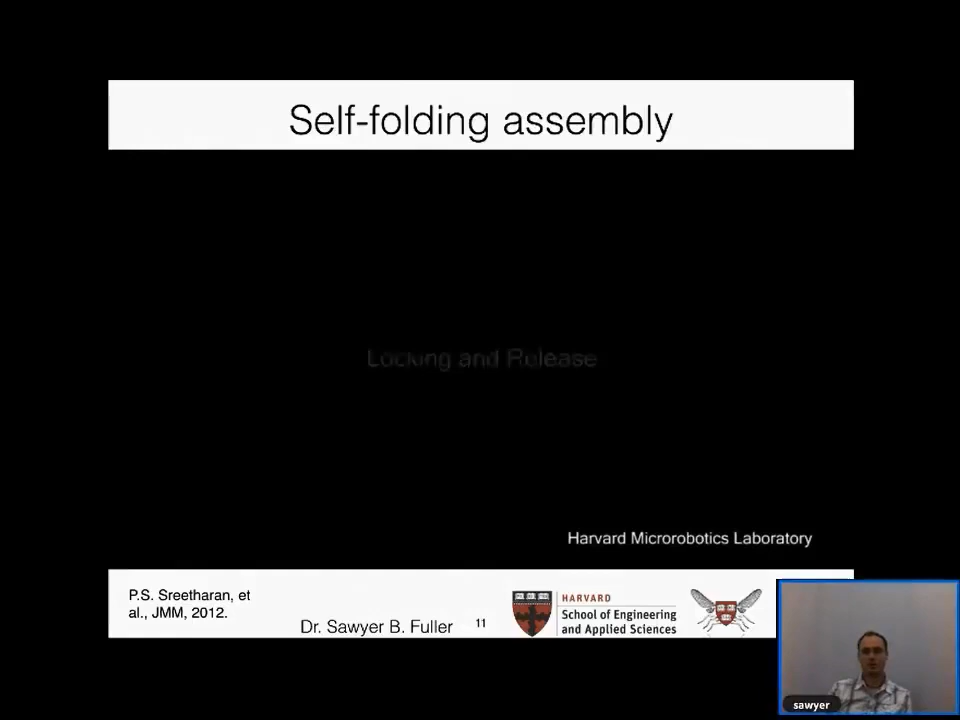 Self-folding assembly
Locking and Release
Harvard Microrobotics Laboratory
P.S. Sreetharan, et
al., JMM, 2012.
Dr. Sawyer B. Fuller
11
HARVARD
School of Engineering
and Applied Sciences
sawyer